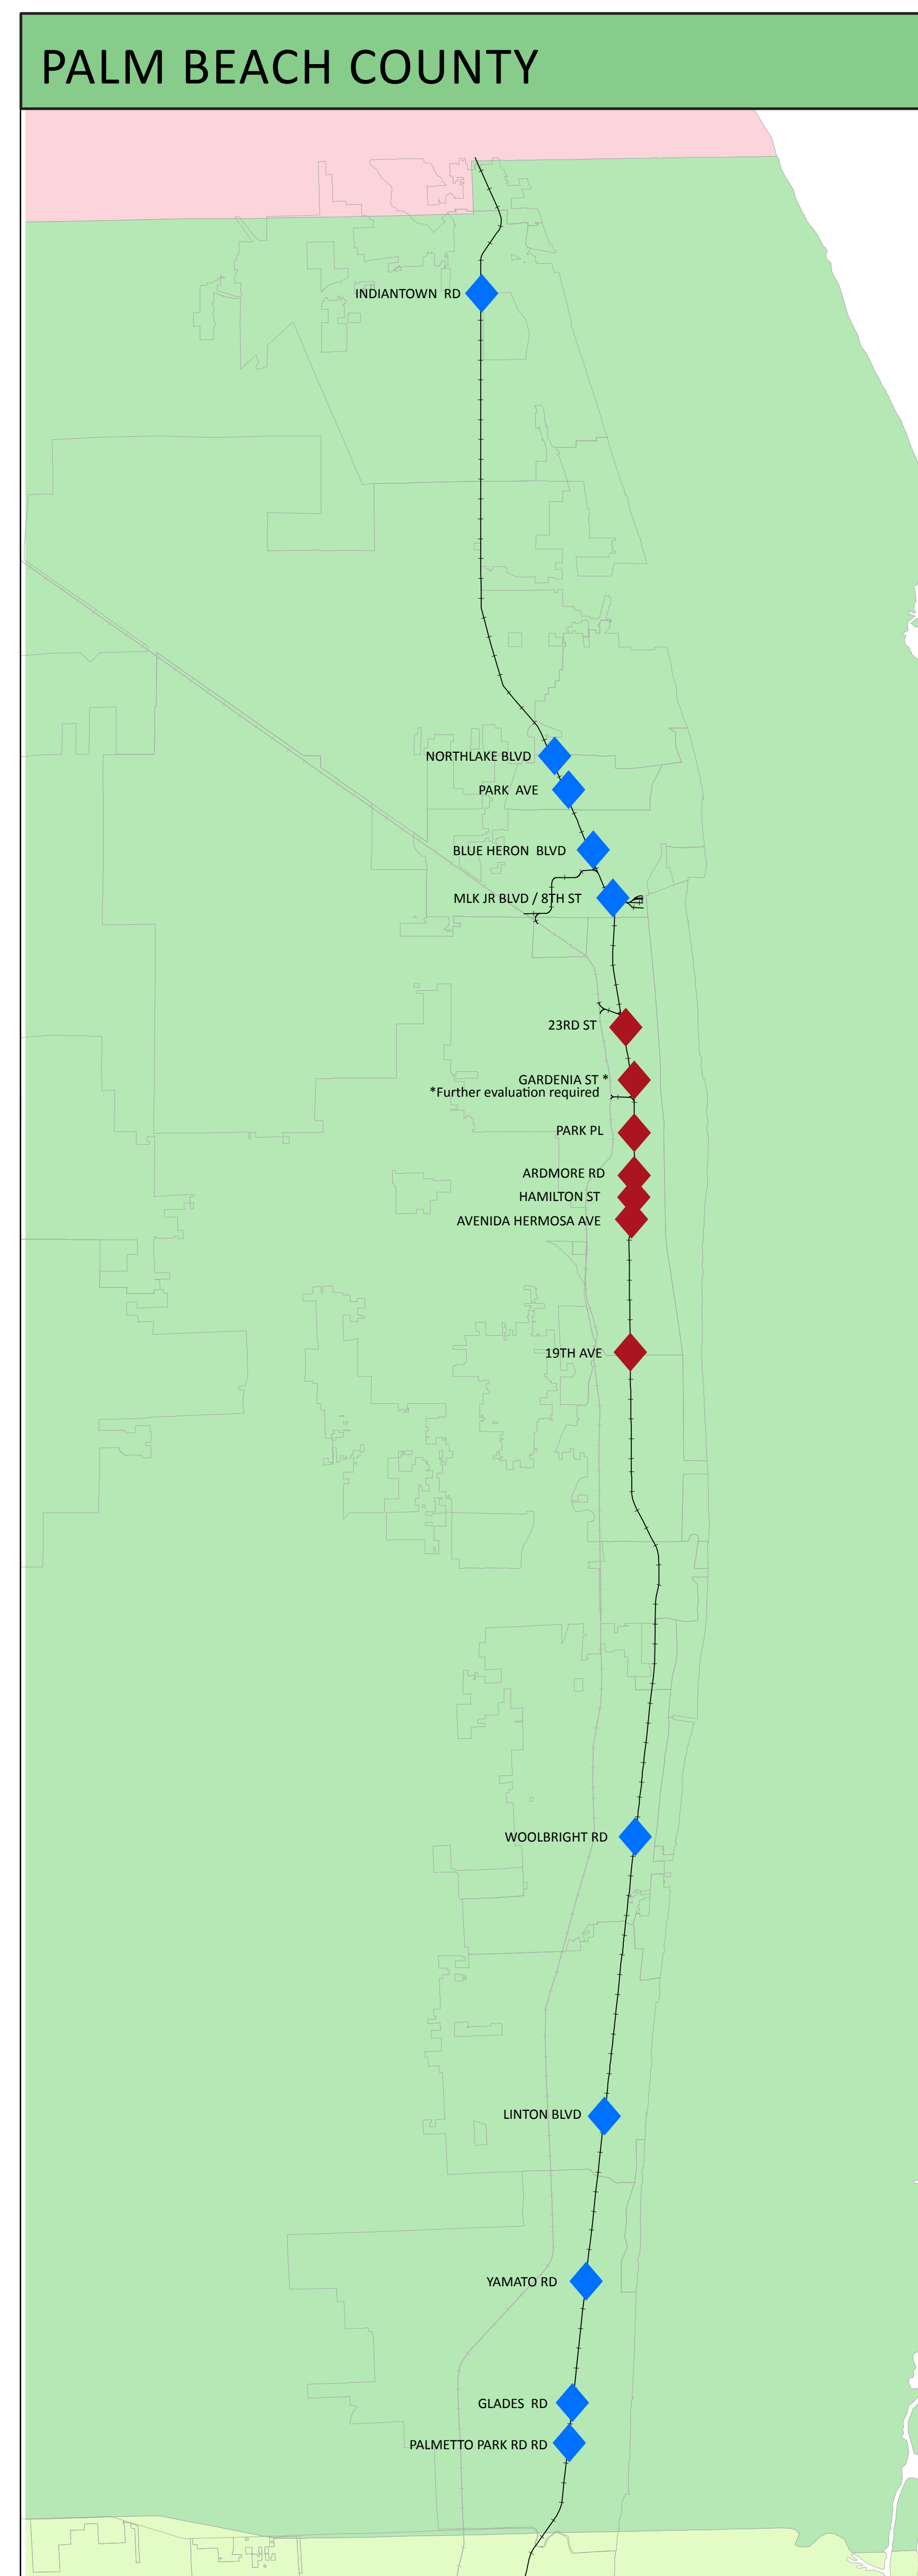 PALM BEACH COUNTY
INDIANTOWN RD
NORTHLAKE BLVD
PARK AVE
BLUE HERON BLVD
MLK JR BLVD / 8TH ST
23RD ST
GARDENIA ST *
*Further evaluation required
PARK PL
ARDMORE RD
HAMILTON ST
AVENIDA HERMOSA AVE
19TH AVE
WOOLBRIGHT RD
LINTON BLVD
YAMATO RD
GLADES RD
PALMETTO PARK RD RD